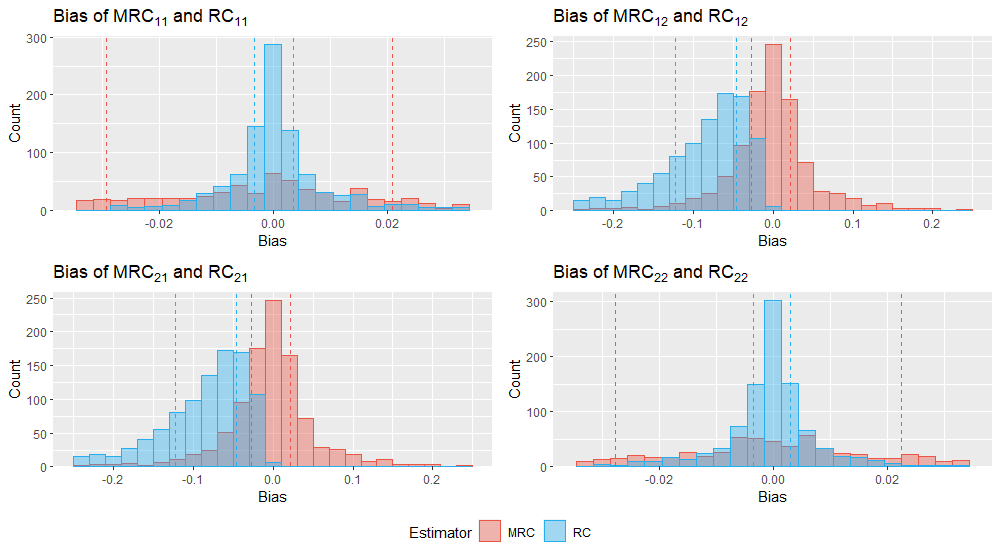 Bias of MRC₁₁ and RC₁₁
300
200
100
0
Count
-0.02
0.00
0.02
Bias
Bias of MRC₁₂ and RC₁₂
250
200
150
100
50
0
Count
-0.2
-0.1
0.0
0.1
0.2
Bias
Bias of MRC₂₁ and RC₂₁
250
200
150
100
50
0
Count
-0.2
-0.1
0.0
0.1
0.2
Bias
Bias of MRC₂₂ and RC₂₂
300
200
100
0
Count
-0.02
0.00
0.02
Bias
Estimator MRC RC